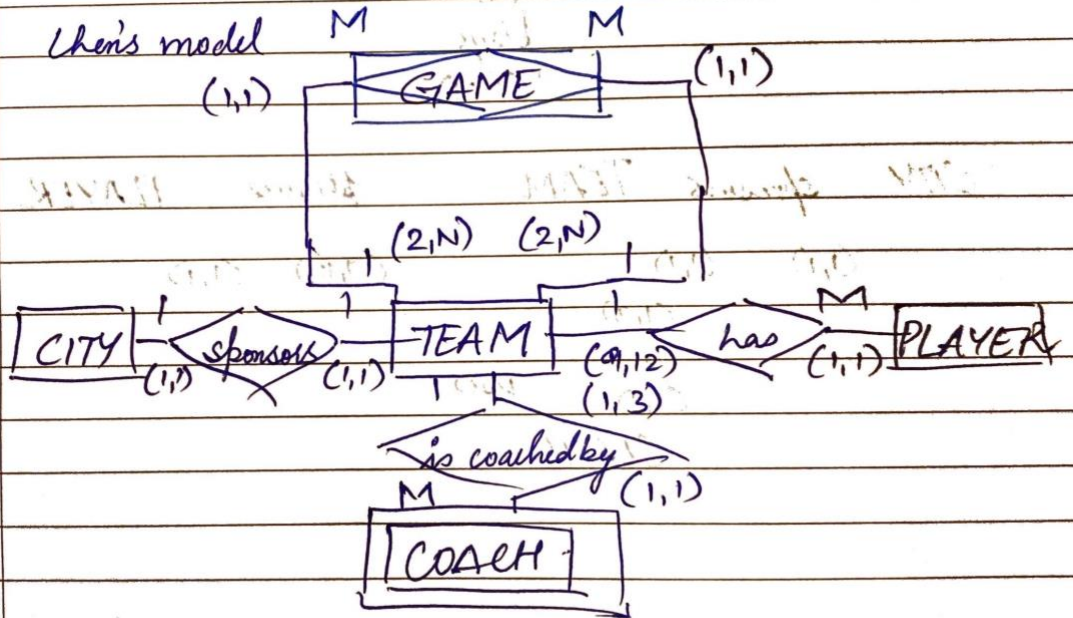 Chen's model M M
(1,1) GAME (1,1)
(2,N) (2,N)
1 1
1 1 1 M
CITY sponsors TEAM has PLAYER
(1,1) (1,1) (9,12) (1,1)
1 (1,3)
is coached by
M (1,1)
COACH